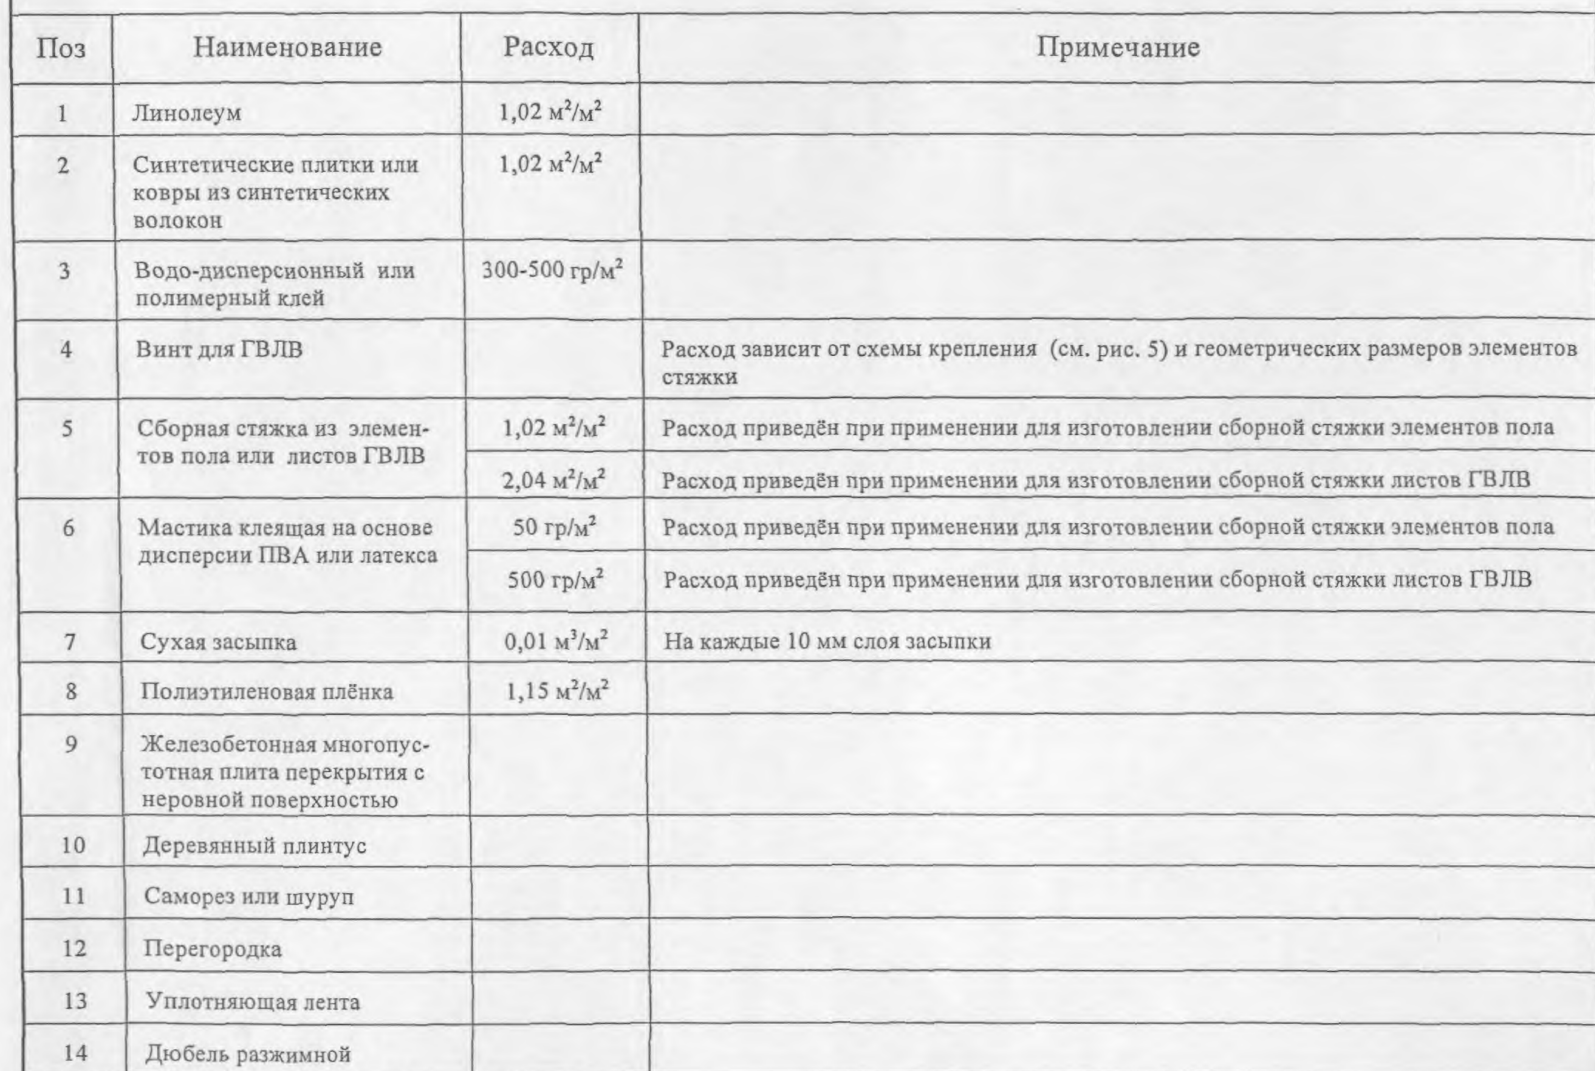 Поз Наименование Расход Примечание
1 Линолеум 1,02 м²/м²
2 Синтетические плитки или 1,02 м²/м²
ковры из синтетических
волокон
3 Водо-дисперсионный или 300-500 гр/м²
полимерный клей
4 Винт для ГВЛВ Расход зависит от схемы крепления (см. рис. 5) и геометрических размеров элементов
стяжки
5 Сборная стяжка из элемен- 1,02 м²/м² Расход приведён при применении для изготовлении сборной стяжки элементов пола
тов пола или листов ГВЛВ
2,04 м²/м² Расход приведён при применении для изготовлении сборной стяжки листов ГВЛВ
6 Мастика клеящая на основе 50 гр/м² Расход приведён при применении для изготовлении сборной стяжки элементов пола
дисперсии ПВА или латекса
500 гр/м² Расход приведён при применении для изготовлении сборной стяжки листов ГВЛВ
7 Сухая засыпка 0,01 м³/м² На каждые 10 мм слоя засыпки
8 Полиэтиленовая плёнка 1,15 м²/м²
9 Железобетонная многопус-
тотная плита перекрытия с
неровной поверхностью
10 Деревянный плинтус
11 Саморез или шуруп
12 Перегородка
13 Уплотняющая лента
14 Дюбель разжимной